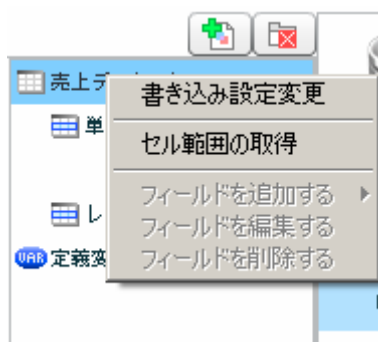 売上デ
書き込み設定変更
単
セル範囲の取得
フィールドを追加する
レ
フィールドを編集する
VAR 定義変
フィールドを削除する